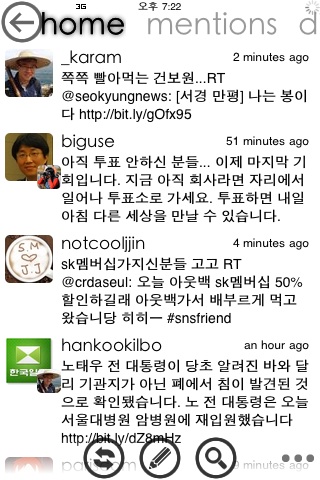 3G 오후 7:22
home mentions d
_karam 2 minutes ago
쪽쪽 빨아먹는 건보원...RT
@seokyungnews: [서경 만평] 나는 봉이
다 http://bit.ly/gOfx95
biguse 51 minutes ago
아직 투표 안하신 분들... 이제 마지막 기
회입니다. 지금 아직 회사라면 자리에서
일어나 투표소로 가세요. 투표하면 내일
아침 다른 세상을 만날 수 있습니다.
notcooljjin 4 minutes ago
S.M
J.J
sk멤버십가지신분들 고고 RT
@crdaseul: 오늘 아웃백 sk멤버십 50%
할인하길래 아웃백가서 배부르게 먹고
왔습니당 히히ㅡ #snsfriend
hankookilbo an hour ago
한국일
노태우 전 대통령이 당초 알려진 바와 달
리 기관지가 아닌 폐에서 침이 발견된 것
으로 확인됐습니다. 노 전 대통령은 오늘
서울대병원 암병원에 재입원했습니다
http://bit.ly/dZ8mHz
minutes ago